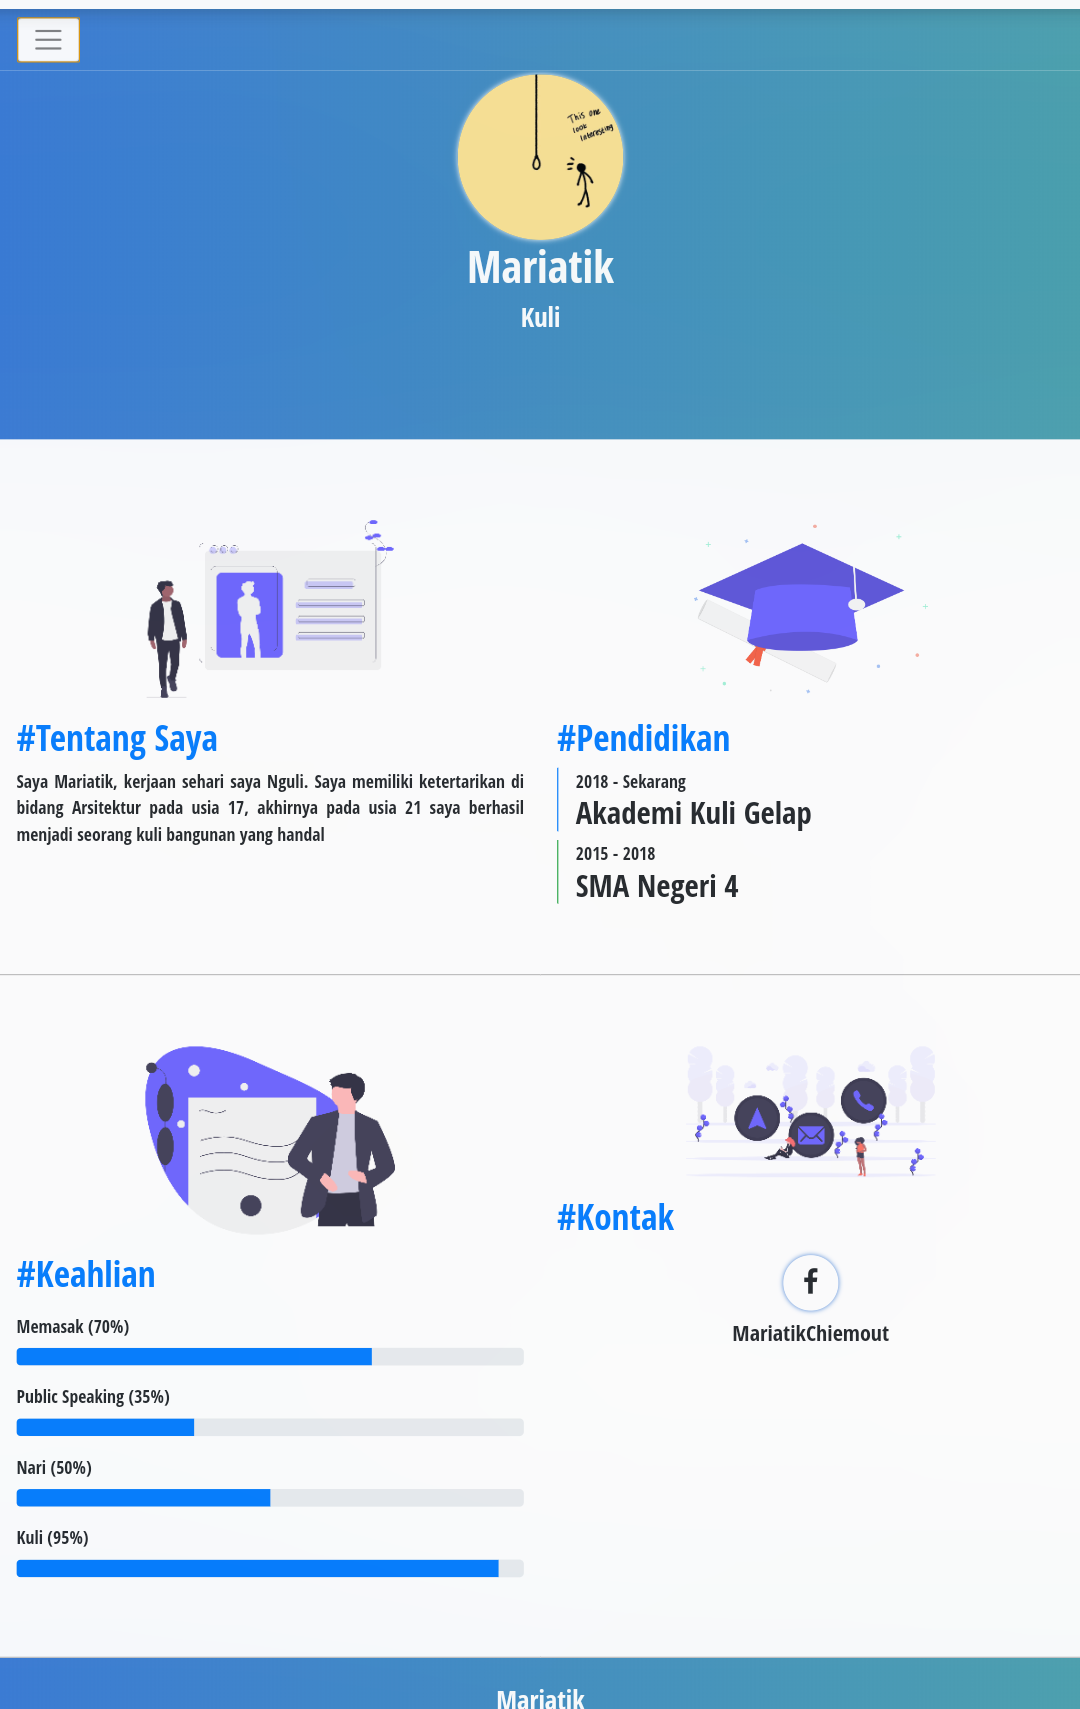 This one
look
interesting
Mariatik
Kuli
#Tentang Saya
Saya Mariatik, kerjaan sehari saya Nguli. Saya memiliki ketertarikan di
bidang Arsitektur pada usia 17, akhirnya pada usia 21 saya berhasil
menjadi seorang kuli bangunan yang handal
#Pendidikan
2018 - Sekarang
Akademi Kuli Gelap
2015 - 2018
SMA Negeri 4
#Keahlian
Memasak (70%)
Public Speaking (35%)
Nari (50%)
Kuli (95%)
#Kontak
MariatikChiemout
Mariatik